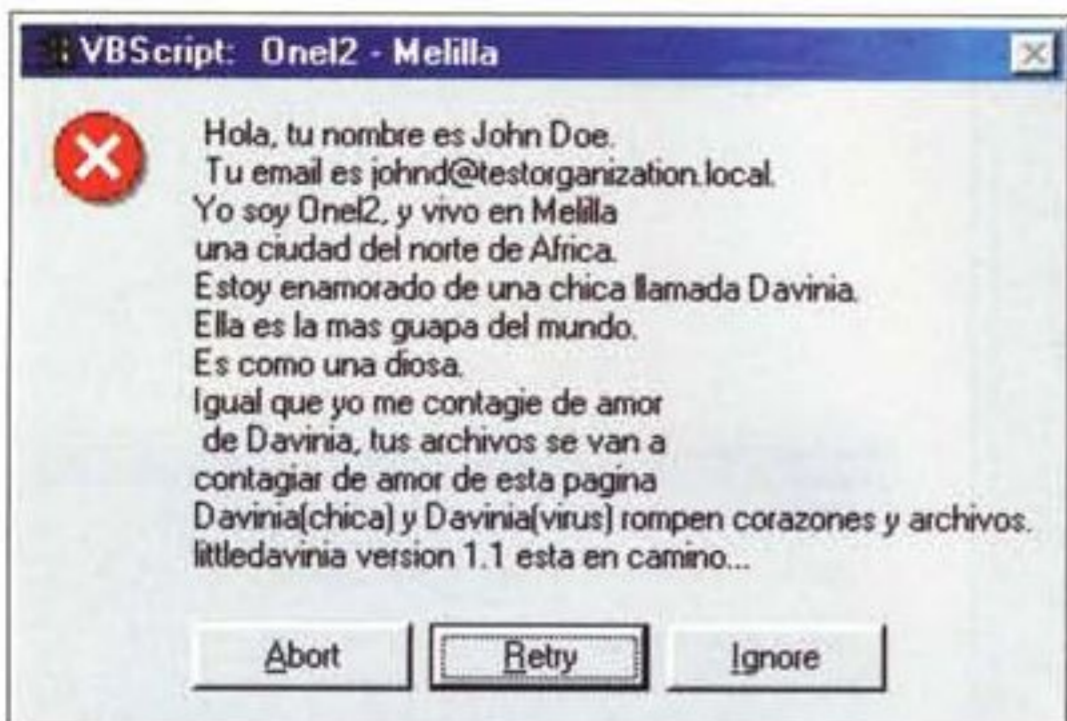 VBScript: Onel2 - Melilla
Hola, tu nombre es John Doe.
Tu email es johnd@testorganization.local.
Yo soy Onel2, y vivo en Melilla
una ciudad del norte de Africa.
Estoy enamorado de una chica llamada Davinia.
Ella es la mas guapa del mundo.
Es como una diosa.
Igual que yo me contagie de amor
de Davinia, tus archivos se van a
contagiar de amor de esta pagina
Davinia(chica) y Davinia(virus) rompen corazones y archivos.
littledavinia version 1.1 esta en camino...
Abort Retry Ignore